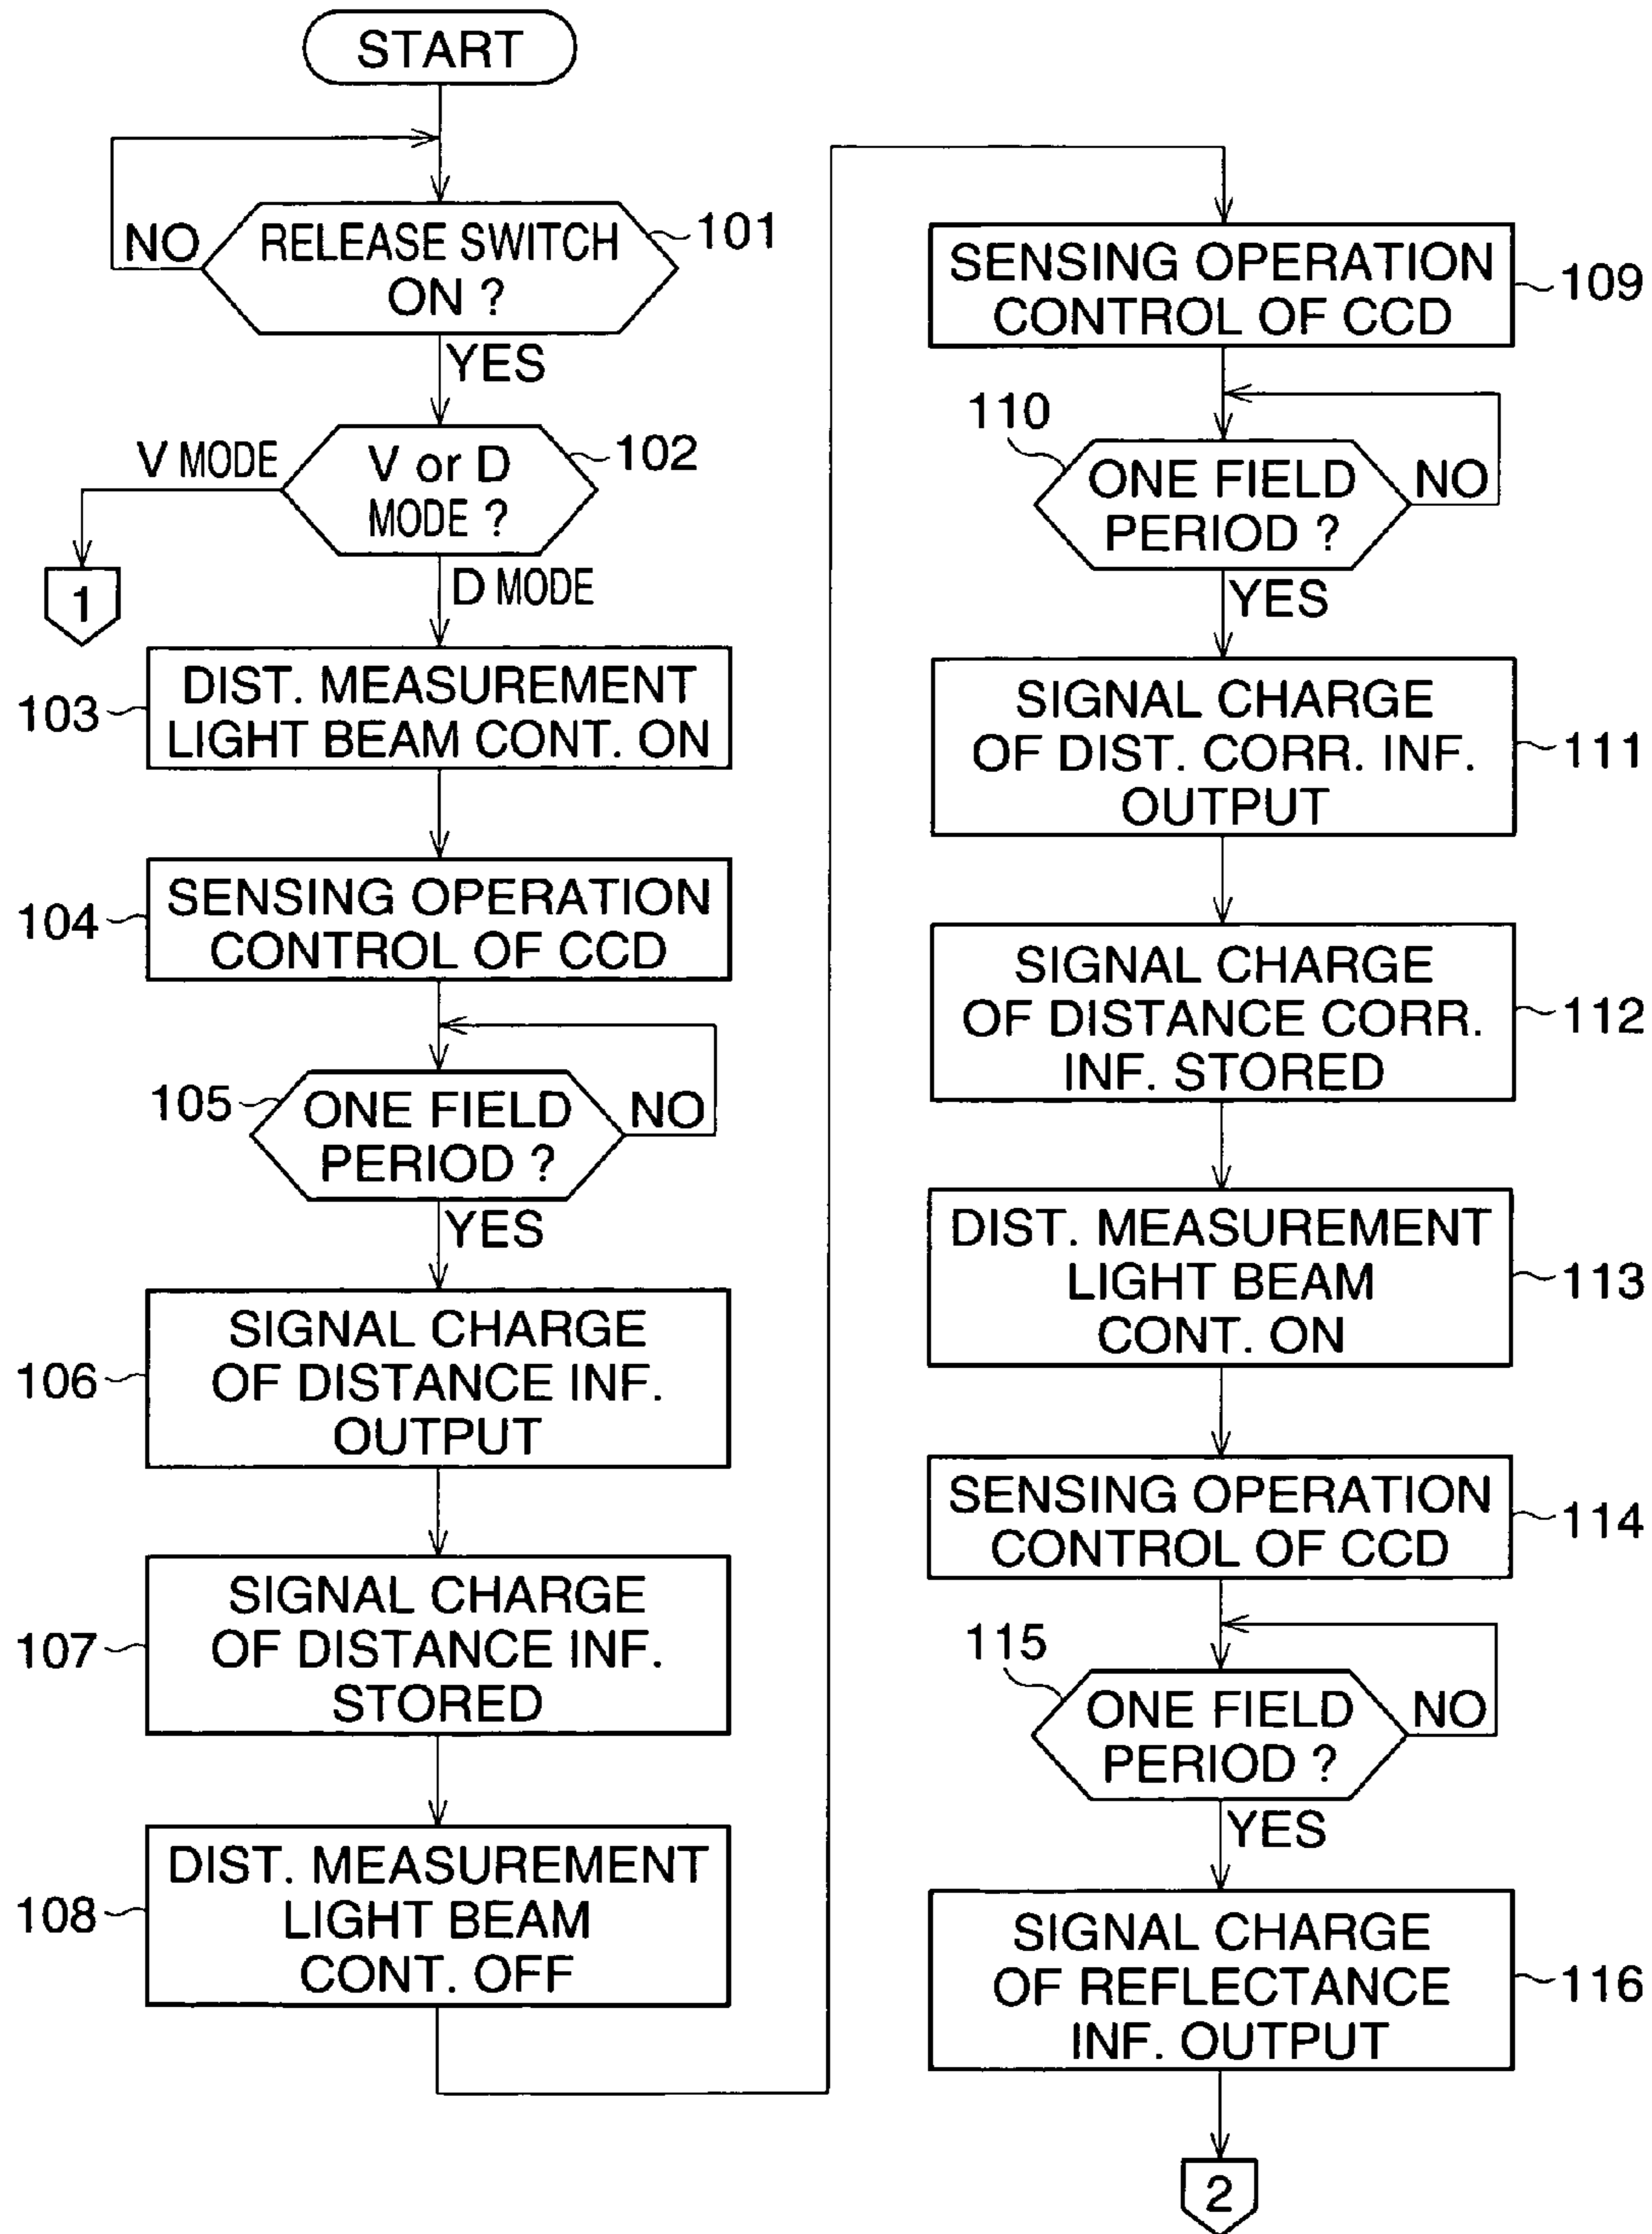 START
RELEASE SWITCH
ON ?
101
NO
YES
V or D
MODE ?
102
V MODE
1
D MODE
DIST. MEASUREMENT
LIGHT BEAM CONT. ON
103
SENSING OPERATION
CONTROL OF CCD
104
105
ONE FIELD
PERIOD ?
NO
YES
SIGNAL CHARGE
OF DISTANCE INF.
OUTPUT
106
SIGNAL CHARGE
OF DISTANCE INF.
STORED
107
DIST. MEASUREMENT
LIGHT BEAM
CONT. OFF
108
SENSING OPERATION
CONTROL OF CCD
109
110
ONE FIELD
PERIOD ?
NO
YES
SIGNAL CHARGE
OF DIST. CORR. INF.
OUTPUT
111
SIGNAL CHARGE
OF DISTANCE CORR.
INF. STORED
112
DIST. MEASUREMENT
LIGHT BEAM
CONT. ON
113
SENSING OPERATION
CONTROL OF CCD
114
115
ONE FIELD
PERIOD ?
NO
YES
SIGNAL CHARGE
OF REFLECTANCE
INF. OUTPUT
116
2